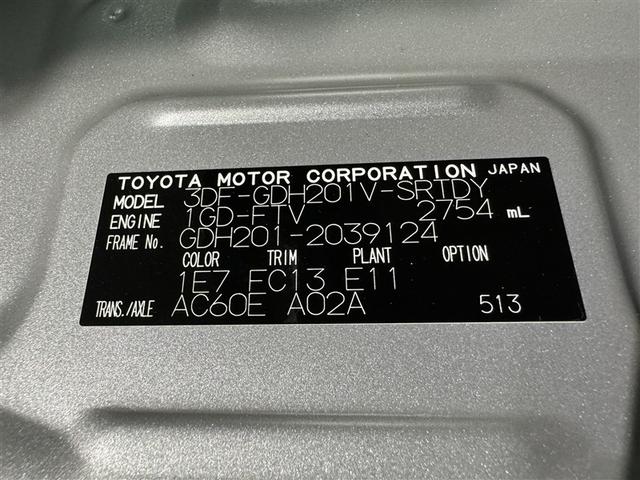 TOYOTA MOTOR CORPORATION JAPAN
MODEL 3DF-GDH201V-SRTDY
ENGINE 1GD-FTV 2754 mL
FRAME No. GDH201-2039124
COLOR TRIM PLANT OPTION
1E7 FC13 E11
TRANS./AXLE AC60E A02A 513